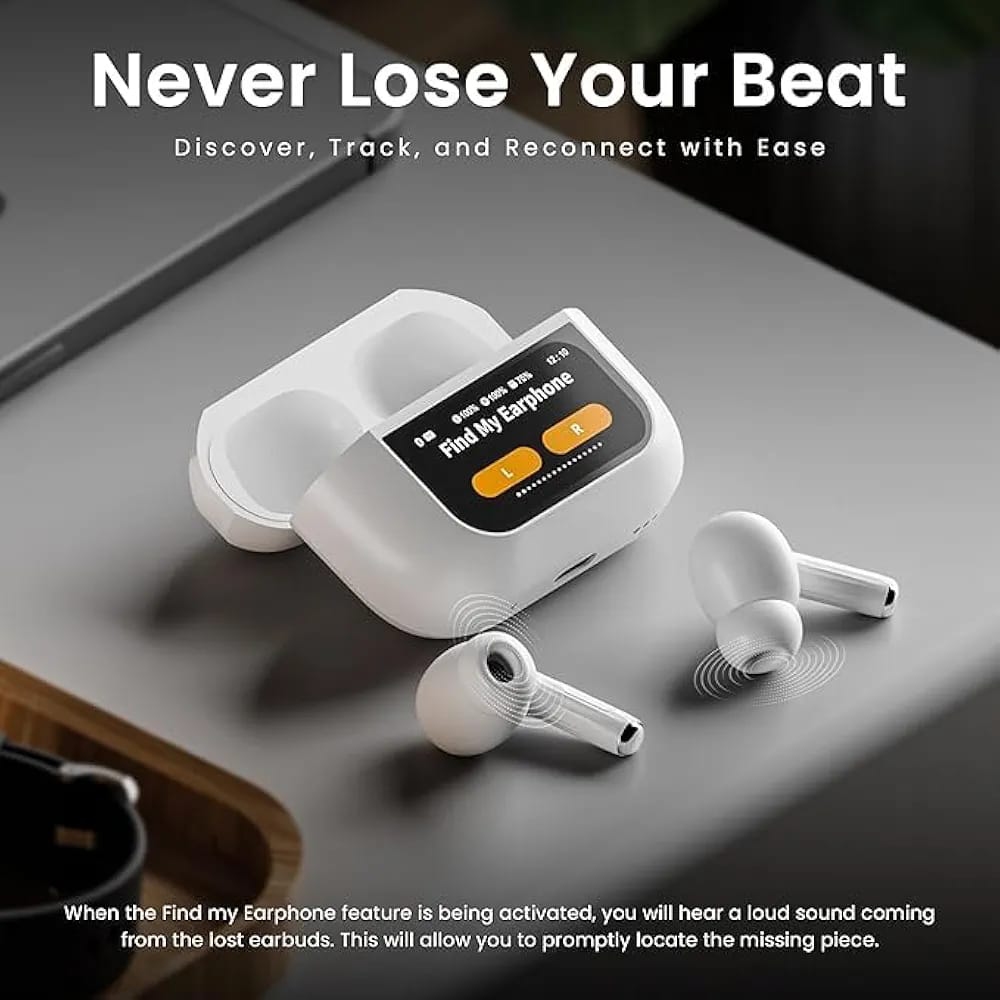 Never Lose Your Beat
Discover, Track, and Reconnect with Ease
100% 100% 75% 12:10
Find My Earphone
L R
When the Find my Earphone feature is being activated, you will hear a loud sound coming
from the lost earbuds. This will allow you to promptly locate the missing piece.